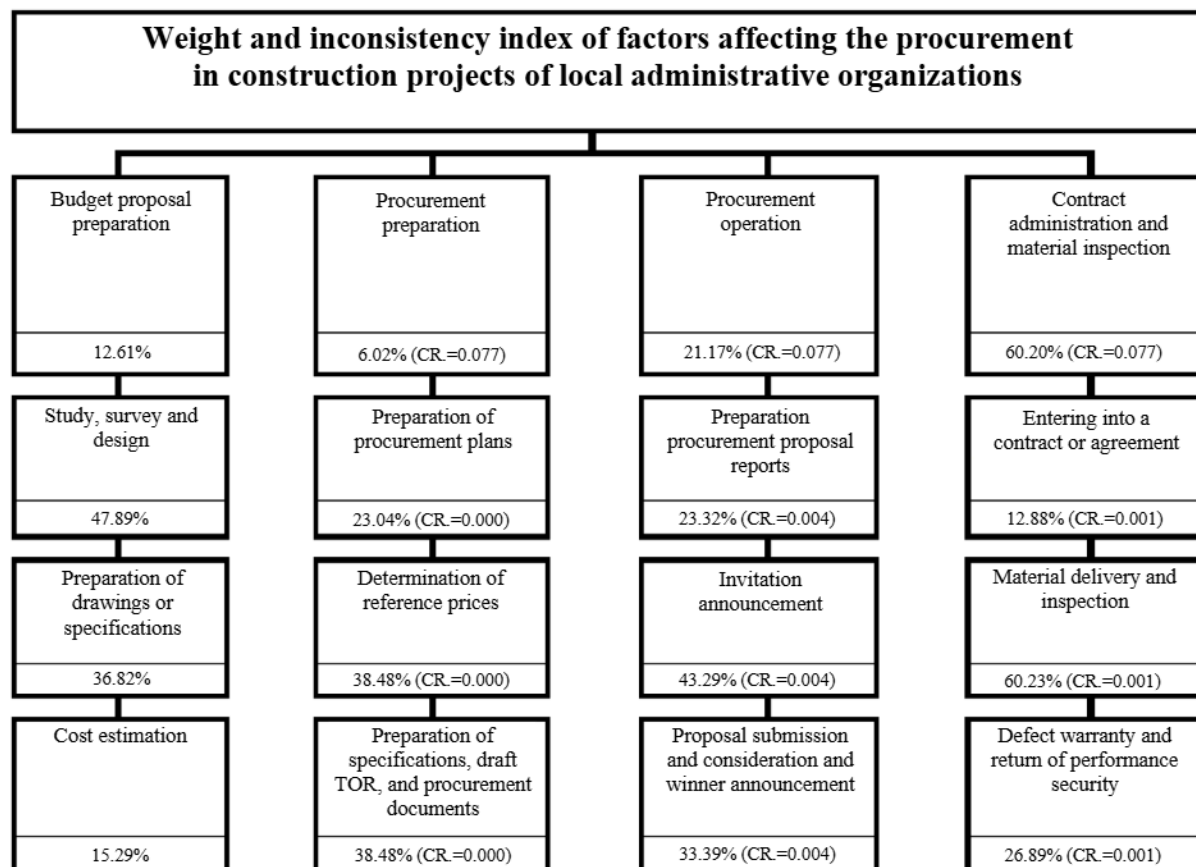 Weight and inconsistency index of factors affecting the procurement
in construction projects of local administrative organizations
Budget proposal
preparation
12.61%
Procurement
preparation
6.02% (CR.=0.077)
Procurement
operation
21.17% (CR.=0.077)
Contract
administration and
material inspection
60.20% (CR.=0.077)
Study, survey and
design
47.89%
Preparation of
procurement plans
23.04% (CR.=0.000)
Preparation
procurement proposal
reports
23.32% (CR.=0.004)
Entering into a
contract or agreement
12.88% (CR.=0.001)
Preparation of
drawings or
specifications
36.82%
Determination of
reference prices
38.48% (CR.=0.000)
Invitation
announcement
43.29% (CR.=0.004)
Material delivery and
inspection
60.23% (CR.=0.001)
Cost estimation
15.29%
Preparation of
specifications, draft
TOR, and procurement
documents
38.48% (CR.=0.000)
Proposal submission
and consideration and
winner announcement
33.39% (CR.=0.004)
Defect warranty and
return of performance
security
26.89% (CR.=0.001)